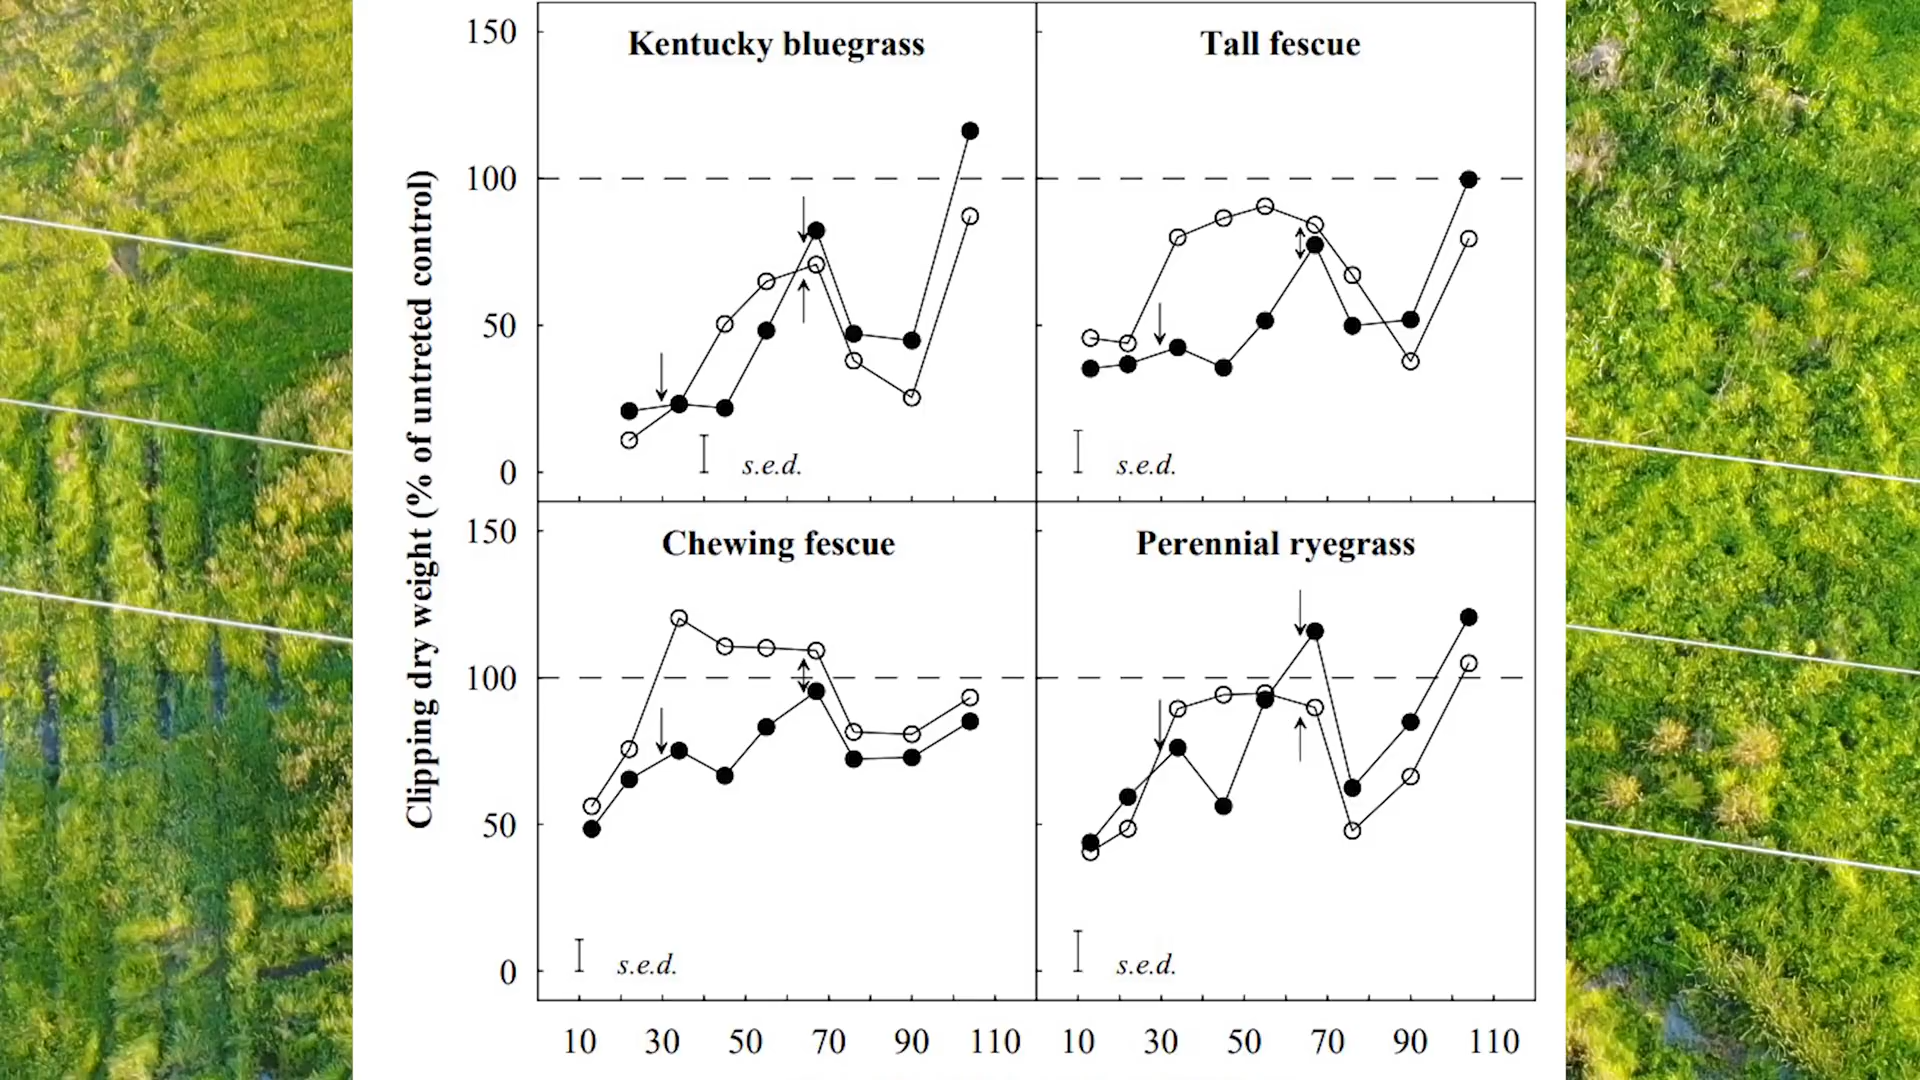 Clipping dry weight (% of untreted control)
150
Kentucky bluegrass
Tall fescue
100
50
0
s.e.d.
s.e.d.
150
Chewing fescue
Perennial ryegrass
100
50
0
s.e.d.
s.e.d.
10 30 50 70 90 110 10 30 50 70 90 110